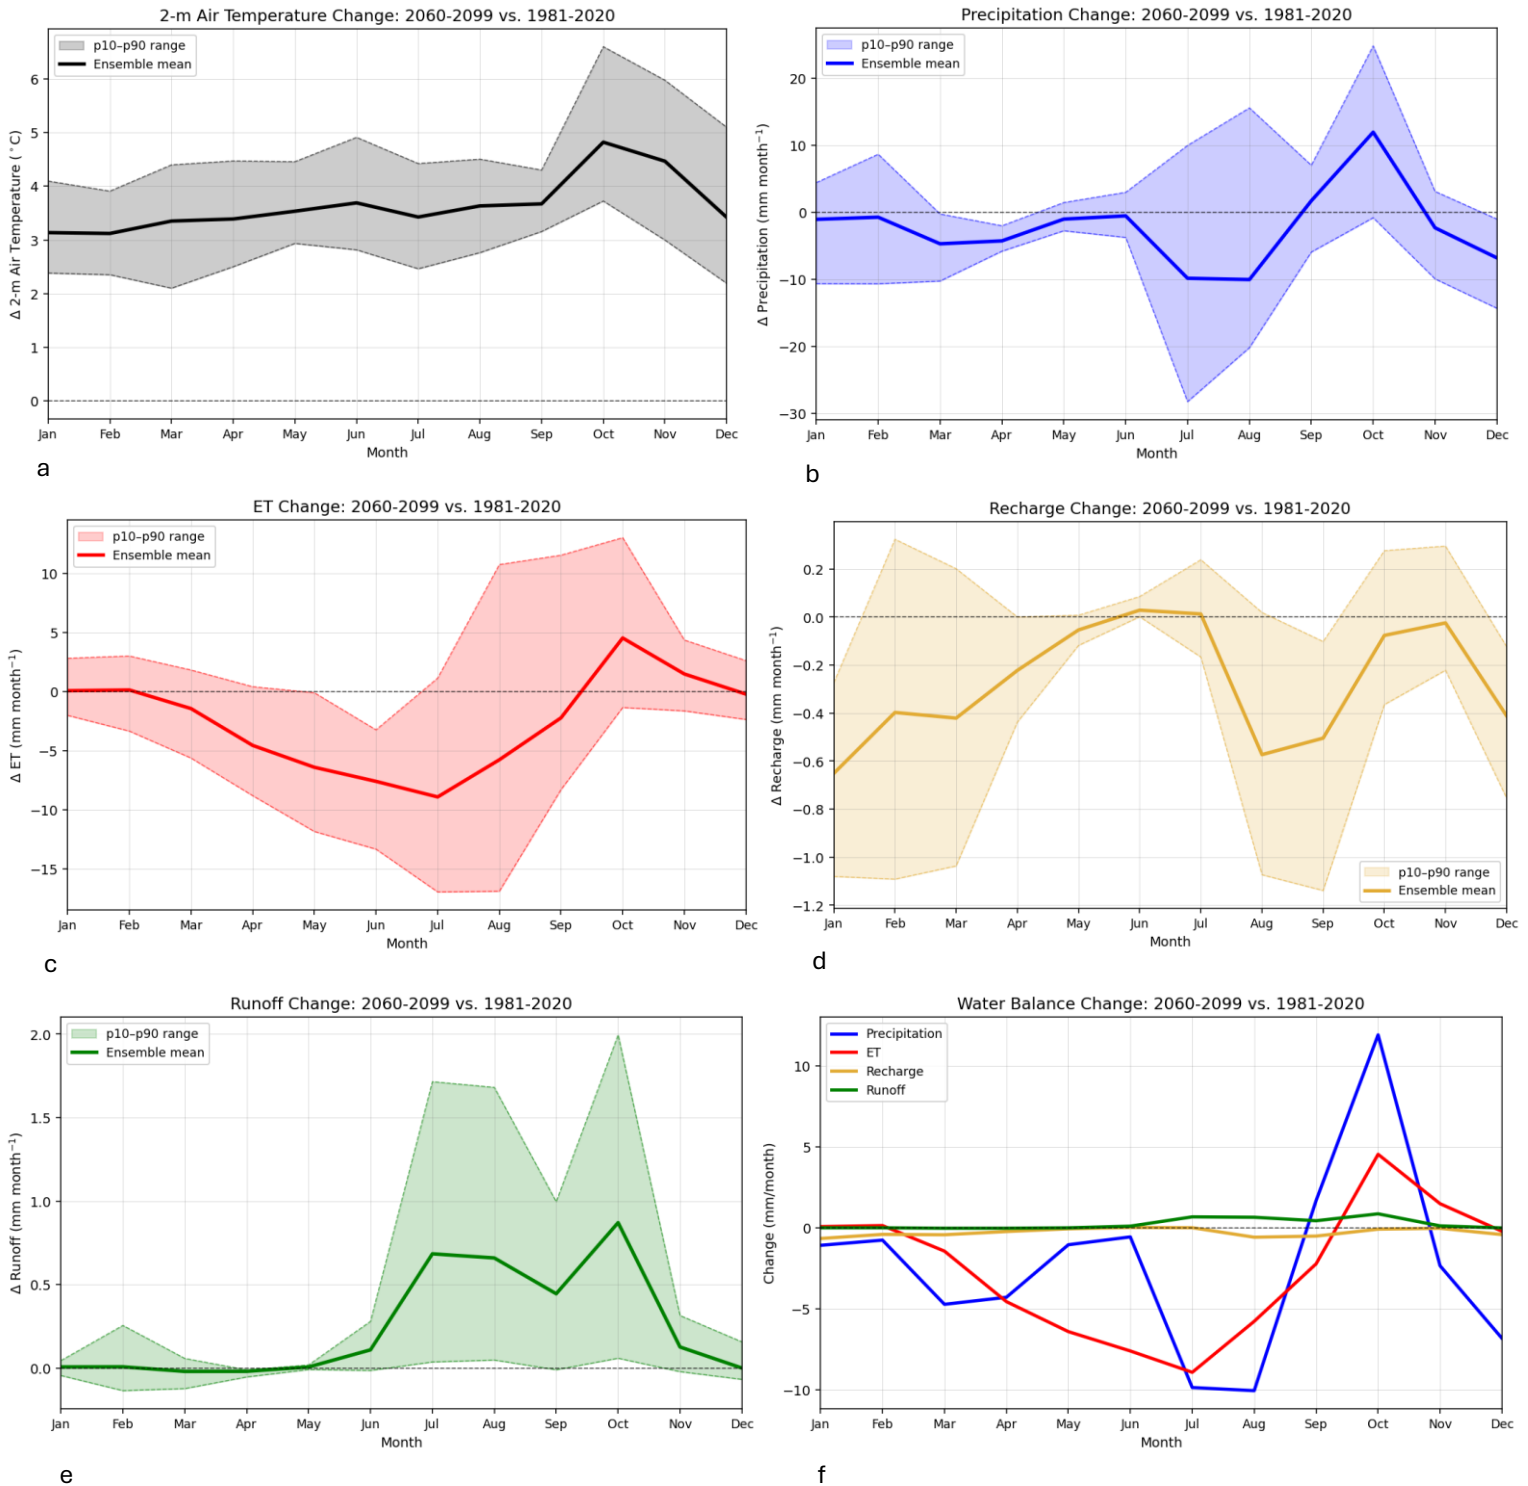 2-m Air Temperature Change: 2060-2099 vs. 1981-2020
p10–p90 range
Ensemble mean
Δ 2-m Air Temperature (°C)
6
5
4
3
2
1
0
Jan Feb Mar Apr May Jun Jul Aug Sep Oct Nov Dec
Month
a
Precipitation Change: 2060-2099 vs. 1981-2020
p10–p90 range
Ensemble mean
Δ Precipitation (mm month⁻¹)
20
10
0
−10
−20
−30
Jan Feb Mar Apr May Jun Jul Aug Sep Oct Nov Dec
Month
b
ET Change: 2060-2099 vs. 1981-2020
p10–p90 range
Ensemble mean
Δ ET (mm month⁻¹)
10
5
0
−5
−10
−15
Jan Feb Mar Apr May Jun Jul Aug Sep Oct Nov Dec
Month
c
Recharge Change: 2060-2099 vs. 1981-2020
Δ Recharge (mm month⁻¹)
0.2
0.0
−0.2
−0.4
−0.6
−0.8
−1.0
−1.2
p10–p90 range
Ensemble mean
Jan Feb Mar Apr May Jun Jul Aug Sep Oct Nov Dec
Month
d
Runoff Change: 2060-2099 vs. 1981-2020
p10–p90 range
Ensemble mean
Δ Runoff (mm month⁻¹)
2.0
1.5
1.0
0.5
0.0
Jan Feb Mar Apr May Jun Jul Aug Sep Oct Nov Dec
Month
e
Water Balance Change: 2060-2099 vs. 1981-2020
Precipitation
ET
Recharge
Runoff
Change (mm/month)
10
5
0
−5
−10
Jan Feb Mar Apr May Jun Jul Aug Sep Oct Nov Dec
Month
f